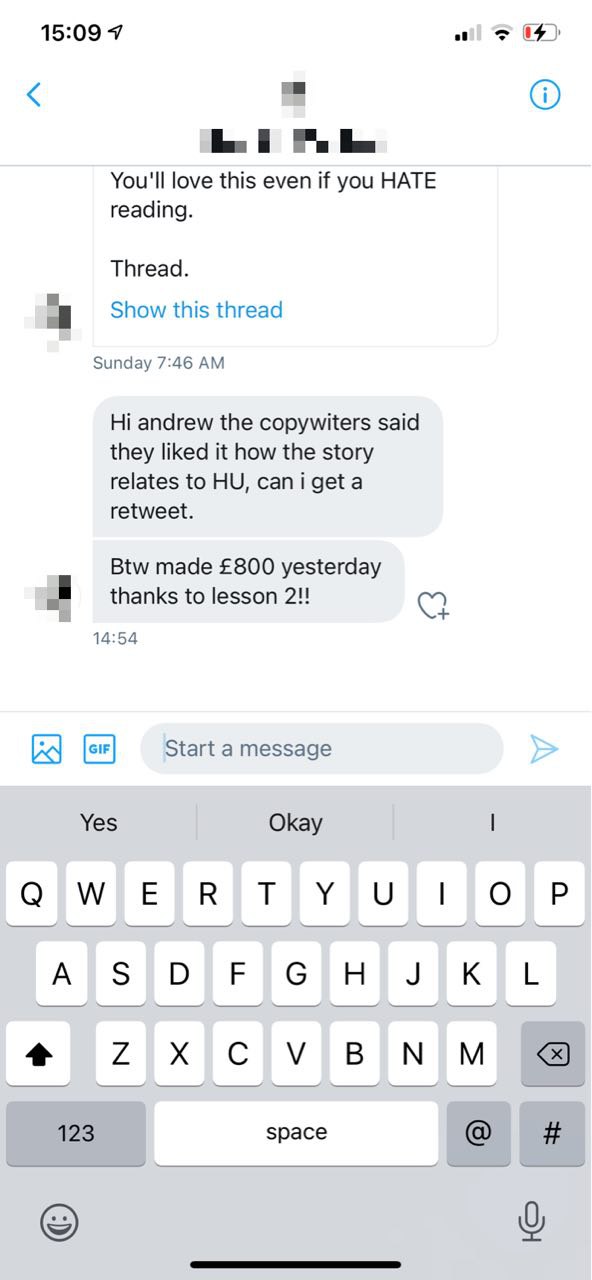 15:09
You'll love this even if you HATE
reading.
Thread.
Show this thread
Sunday 7:46 AM
Hi andrew the copywiters said
they liked it how the story
relates to HU, can i get a
retweet.
Btw made £800 yesterday
thanks to lesson 2!!
14:54
GIF
Start a message
Yes Okay I
Q W E R T Y U I O P
A S D F G H J K L
Z X C V B N M
123 space @ #